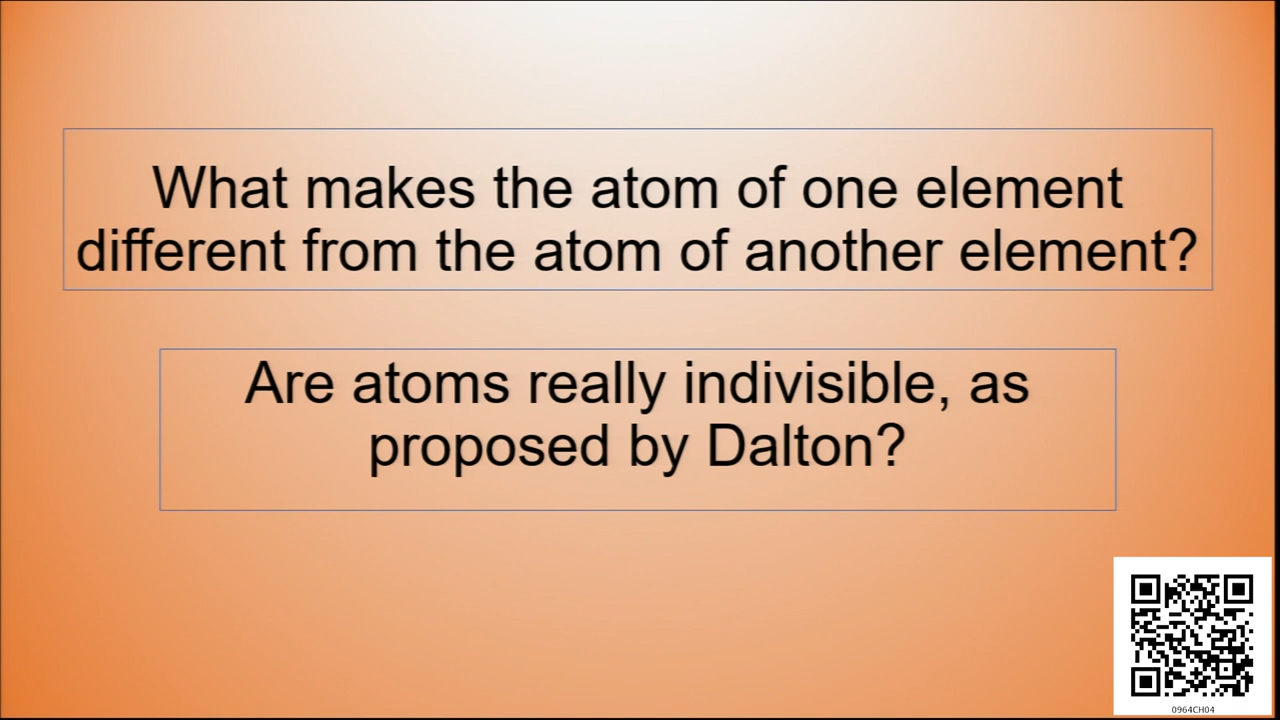 What makes the atom of one element
different from the atom of another element?
Are atoms really indivisible, as
proposed by Dalton?
0964CH04